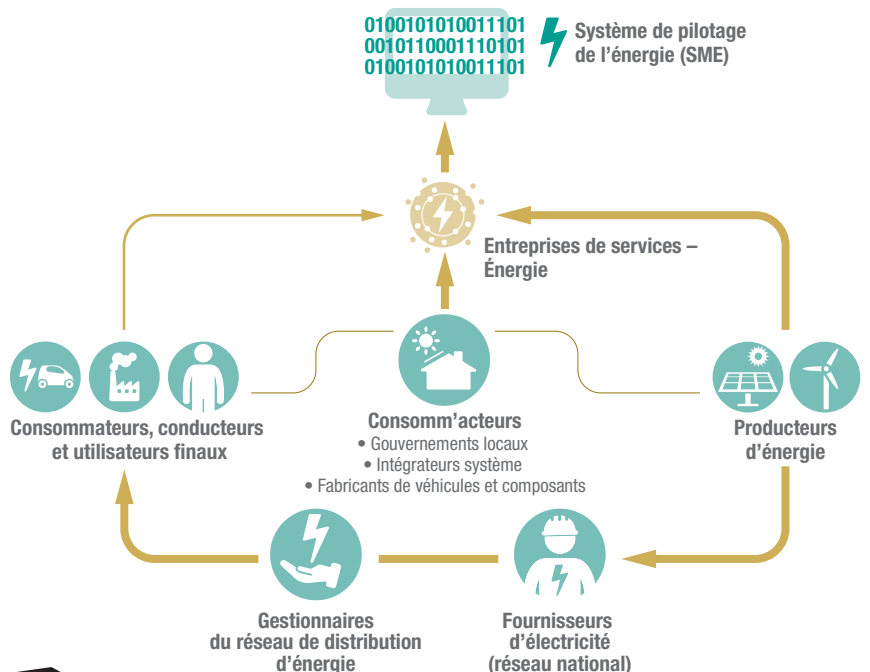 0100101010011101
0010110001110101
0100101010011101
Système de pilotage
de l'énergie (SME)
Entreprises de services –
Énergie
Consommateurs, conducteurs
et utilisateurs finaux
Consomm'acteurs
• Gouvernements locaux
• Intégrateurs système
• Fabricants de véhicules et composants
Producteurs
d'énergie
Gestionnaires
du réseau de distribution
d'énergie
Fournisseurs
d'électricité
(réseau national)